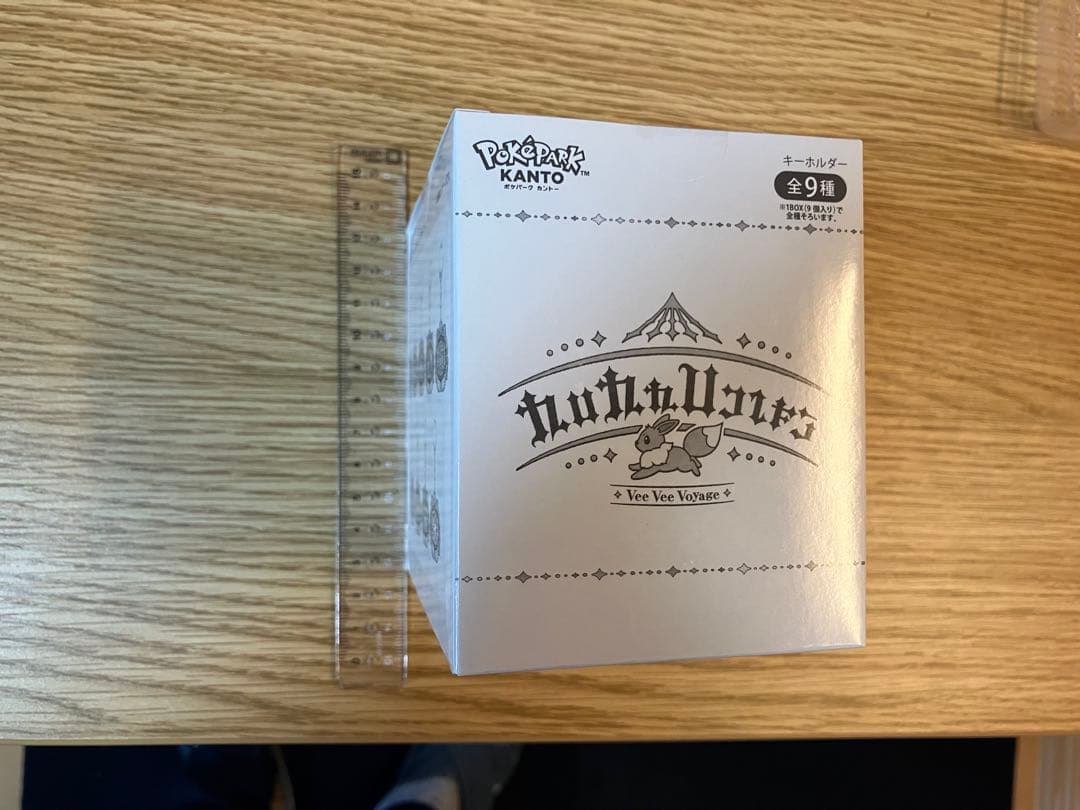 POKÉPARK™
KANTO
ポケパーク カントー
キーホルダー
全9種
※1BOX(9個入り)で
全種そろいます。
Vee Vee Voyage